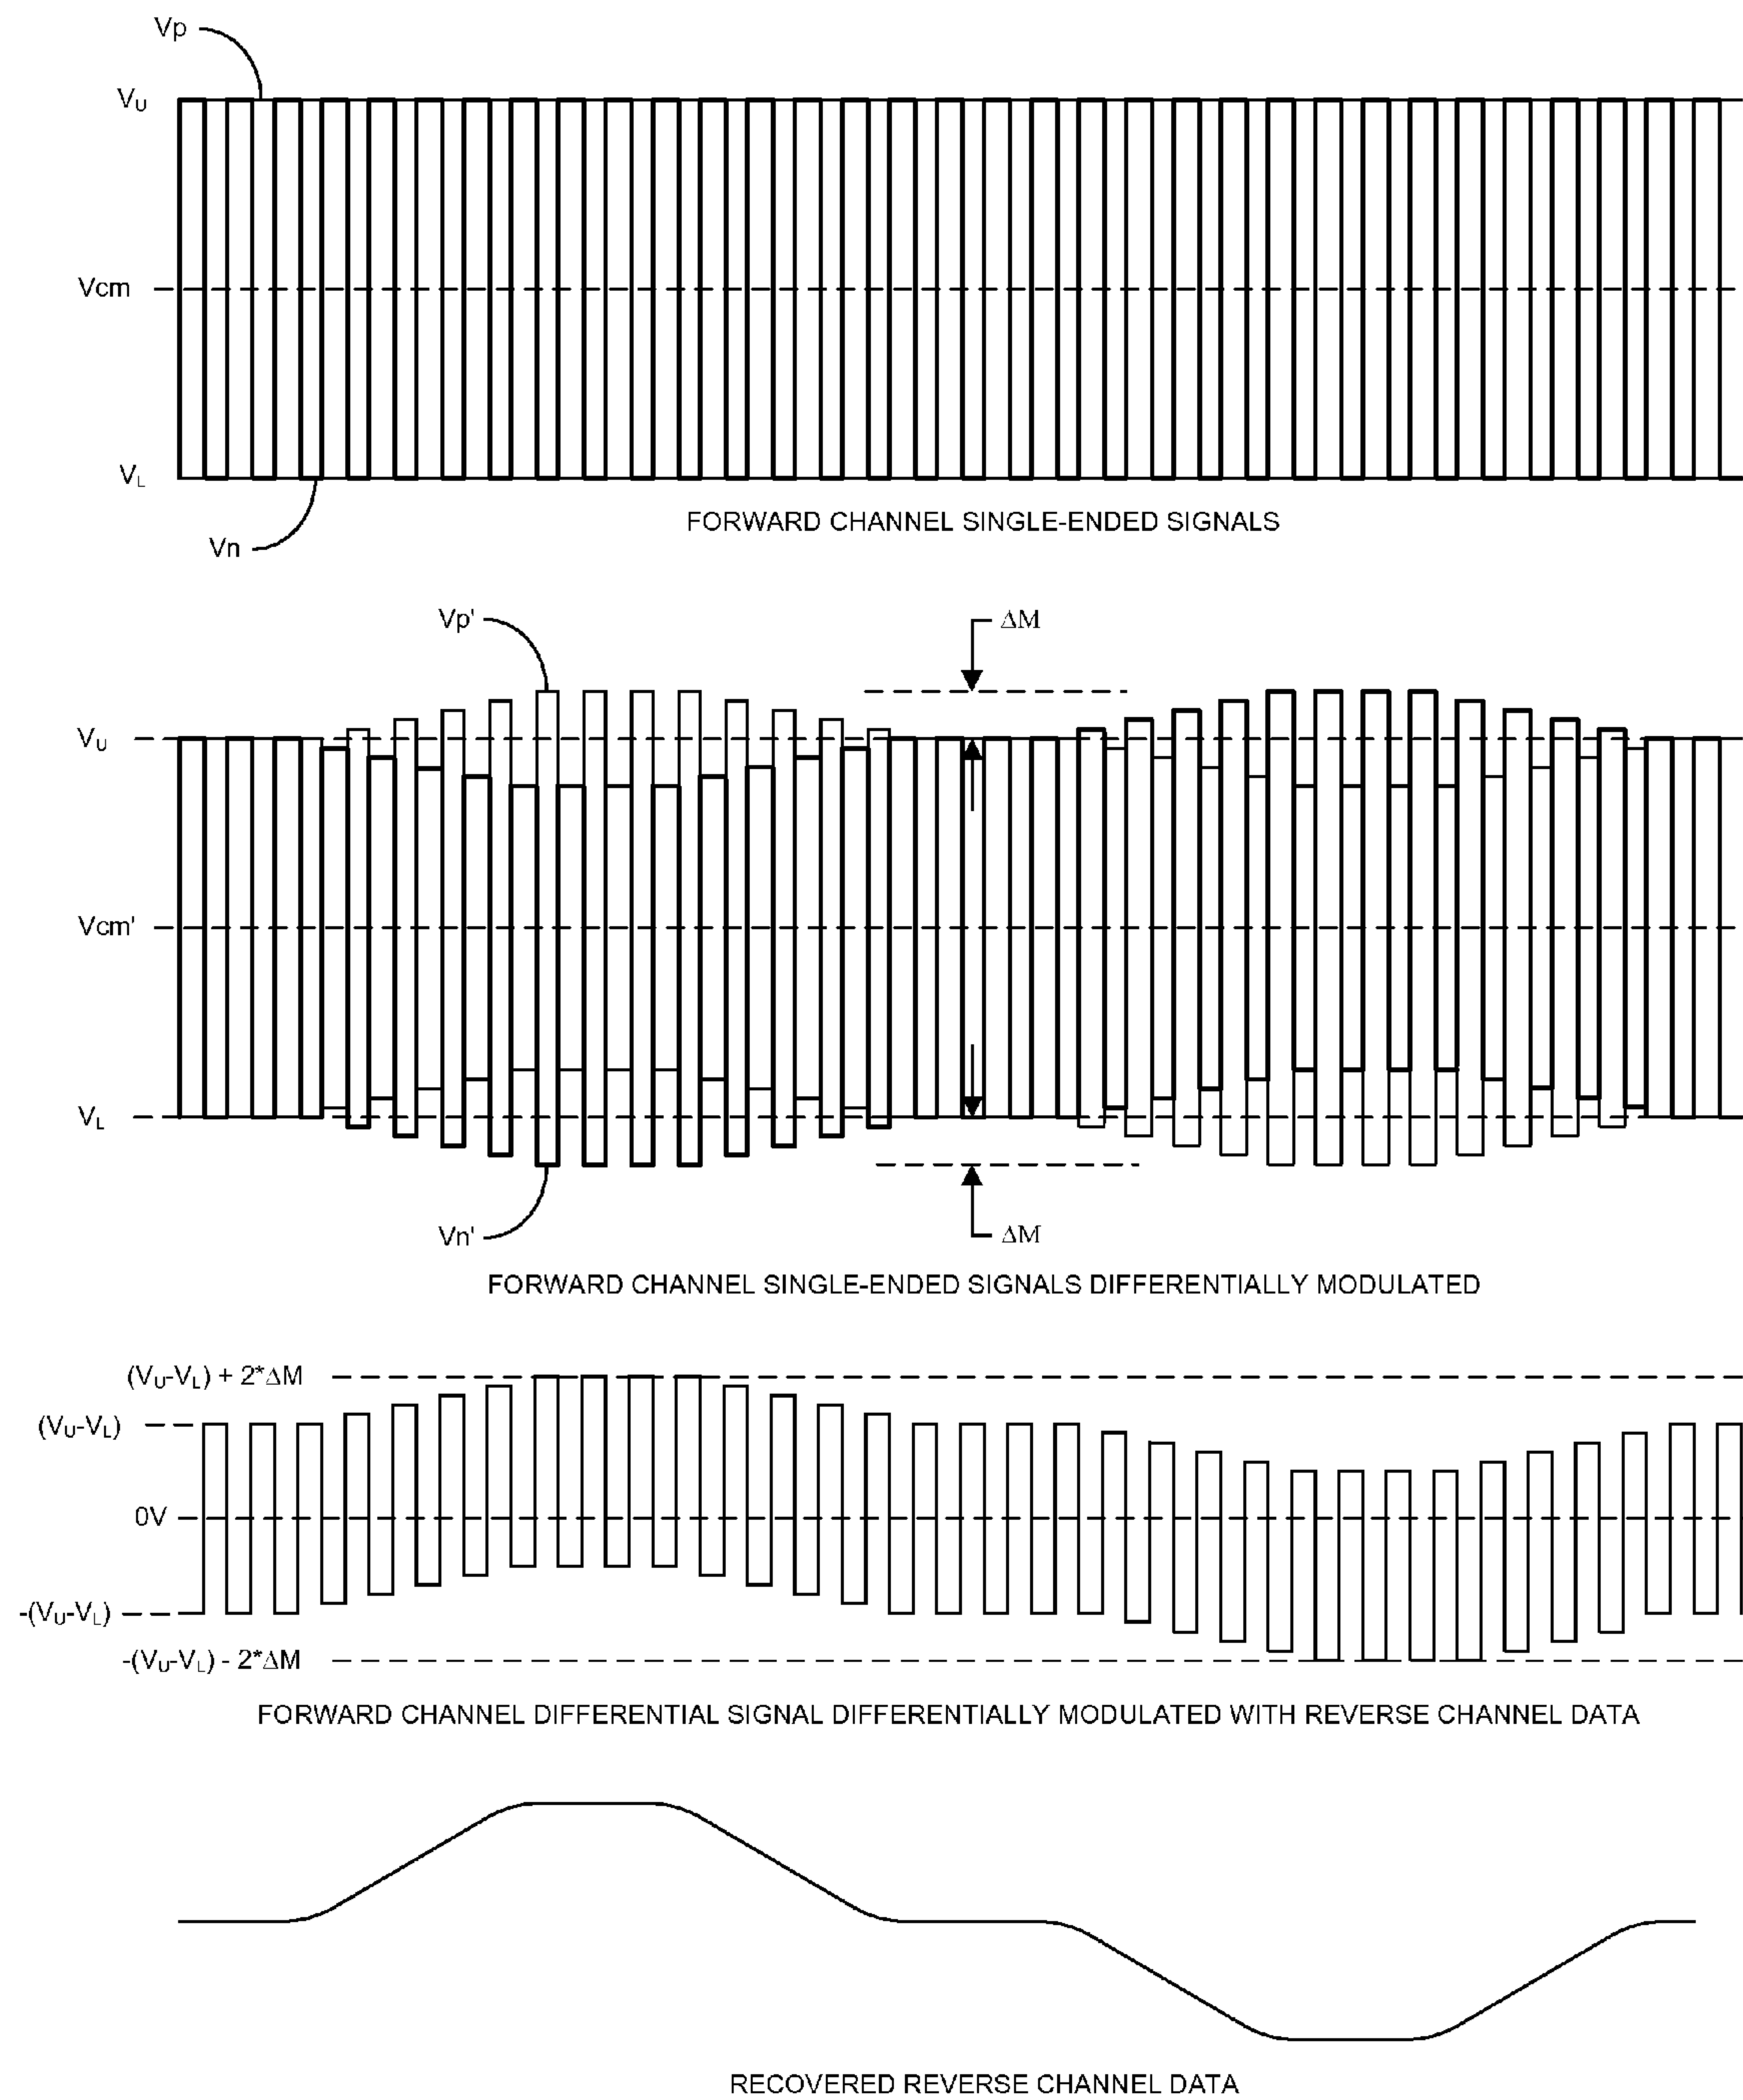 Vp
VU
Vcm
VL
FORWARD CHANNEL SINGLE-ENDED SIGNALS
Vn
Vp'
ΔM
VU
Vcm'
VL
Vn'
ΔM
FORWARD CHANNEL SINGLE-ENDED SIGNALS DIFFERENTIALLY MODULATED
(VU-VL) + 2*ΔM
(VU-VL)
0V
-(VU-VL)
-(VU-VL) - 2*ΔM
FORWARD CHANNEL DIFFERENTIAL SIGNAL DIFFERENTIALLY MODULATED WITH REVERSE CHANNEL DATA
RECOVERED REVERSE CHANNEL DATA